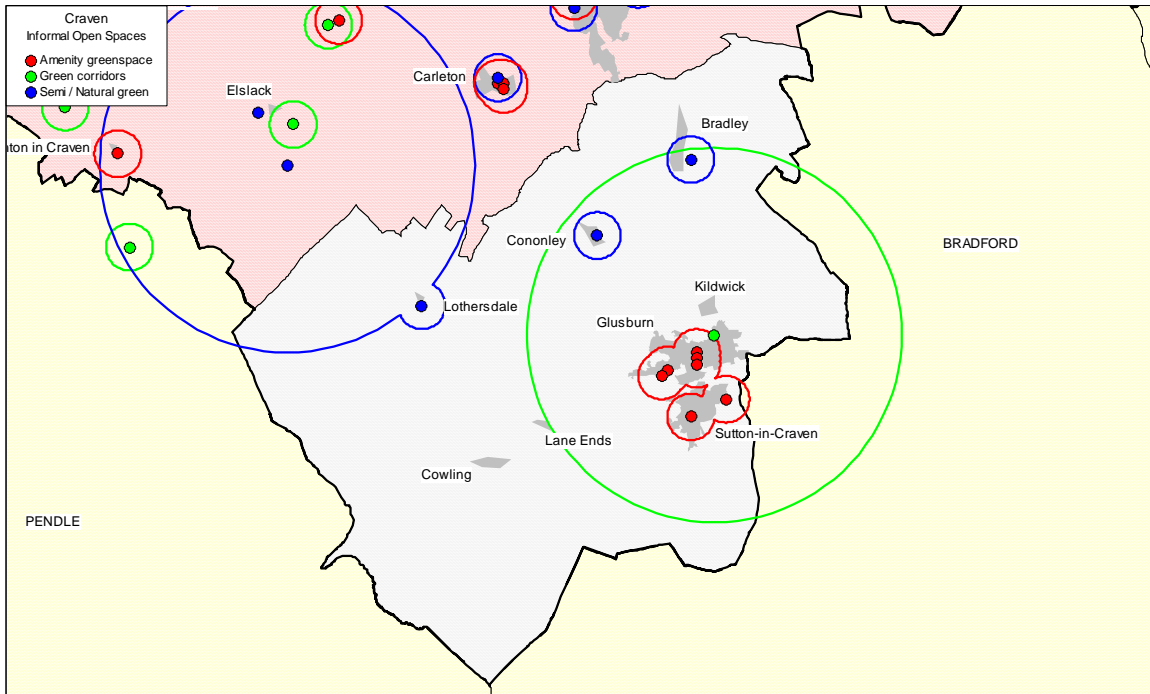 Craven
Informal Open Spaces
Amenity greenspace
Green corridors
Semi / Natural green
Carleton
Elslack
Bradley
nton in Craven
Cononley
BRADFORD
Kildwick
Lothersdale
Glusburn
Sutton-in-Craven
Lane Ends
Cowling
PENDLE